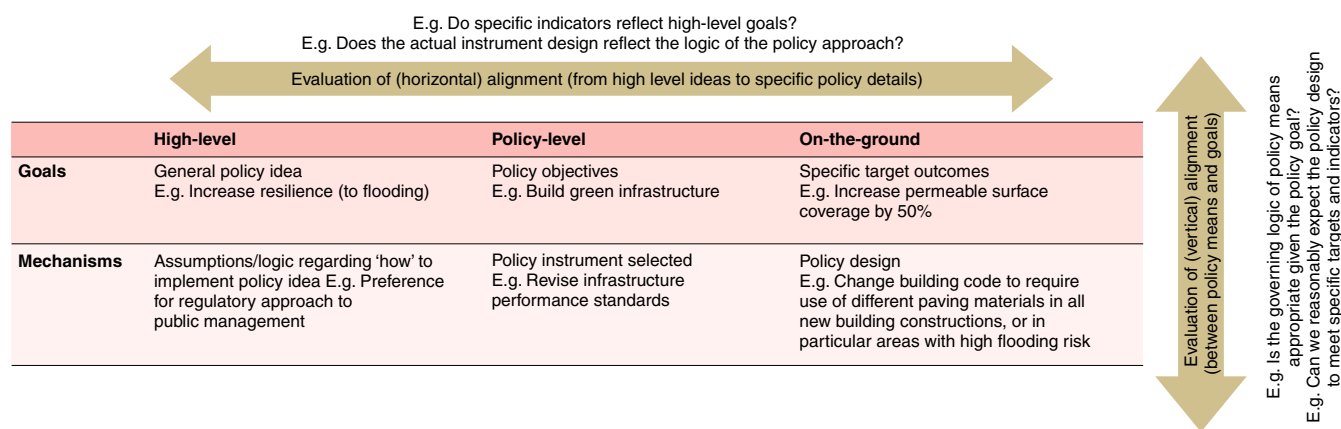 E.g. Do specific indicators reflect high-level goals?
E.g. Does the actual instrument design reflect the logic of the policy approach?
Evaluation of (horizontal) alignment (from high level ideas to specific policy details)
High-level
Policy-level
On-the-ground
Goals
General policy idea
E.g. Increase resilience (to flooding)
Policy objectives
E.g. Build green infrastructure
Specific target outcomes
E.g. Increase permeable surface
coverage by 50%
Mechanisms
Assumptions/logic regarding ‘how’ to
implement policy idea E.g. Preference
for regulatory approach to
public management
Policy instrument selected
E.g. Revise infrastructure
performance standards
Policy design
E.g. Change building code to require
use of different paving materials in all
new building constructions, or in
particular areas with high flooding risk
Evaluation of (vertical) alignment
(between policy means and goals)
E.g. Is the governing logic of policy means
appropriate given the policy goal?
E.g. Can we reasonably expect the policy design
to meet specific targets and indicators?